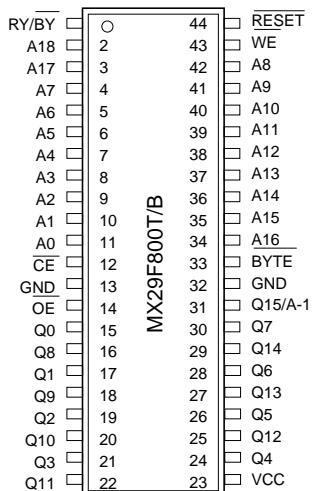 RY/BY 44 RESET
A18 2 43 WE
A17 3 42 A8
A7 4 41 A9
A6 5 40 A10
A5 6 39 A11
A4 7 38 A12
A3 8 37 A13
A2 9 36 A14
A1 10 35 A15
A0 11 34 A16
CE 12 33 BYTE
GND 13 32 GND
OE 14 31 Q15/A-1
Q0 15 30 Q7
Q8 16 29 Q14
Q1 17 28 Q6
Q9 18 27 Q13
Q2 19 26 Q5
Q10 20 25 Q12
Q3 21 24 Q4
Q11 22 23 VCC
MX29F800T/B